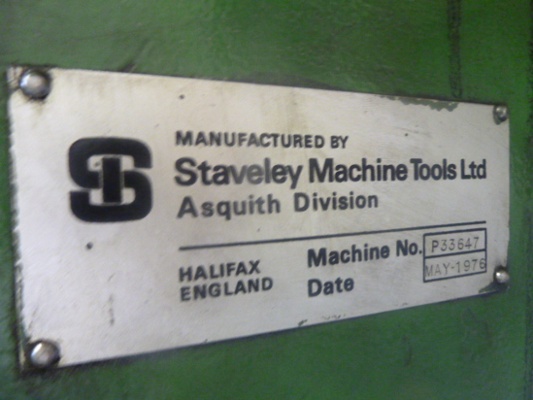 MANUFACTURED BY
Staveley Machine Tools Ltd
Asquith Division
HALIFAX
ENGLAND
Machine No. P33647
Date MAY-1976